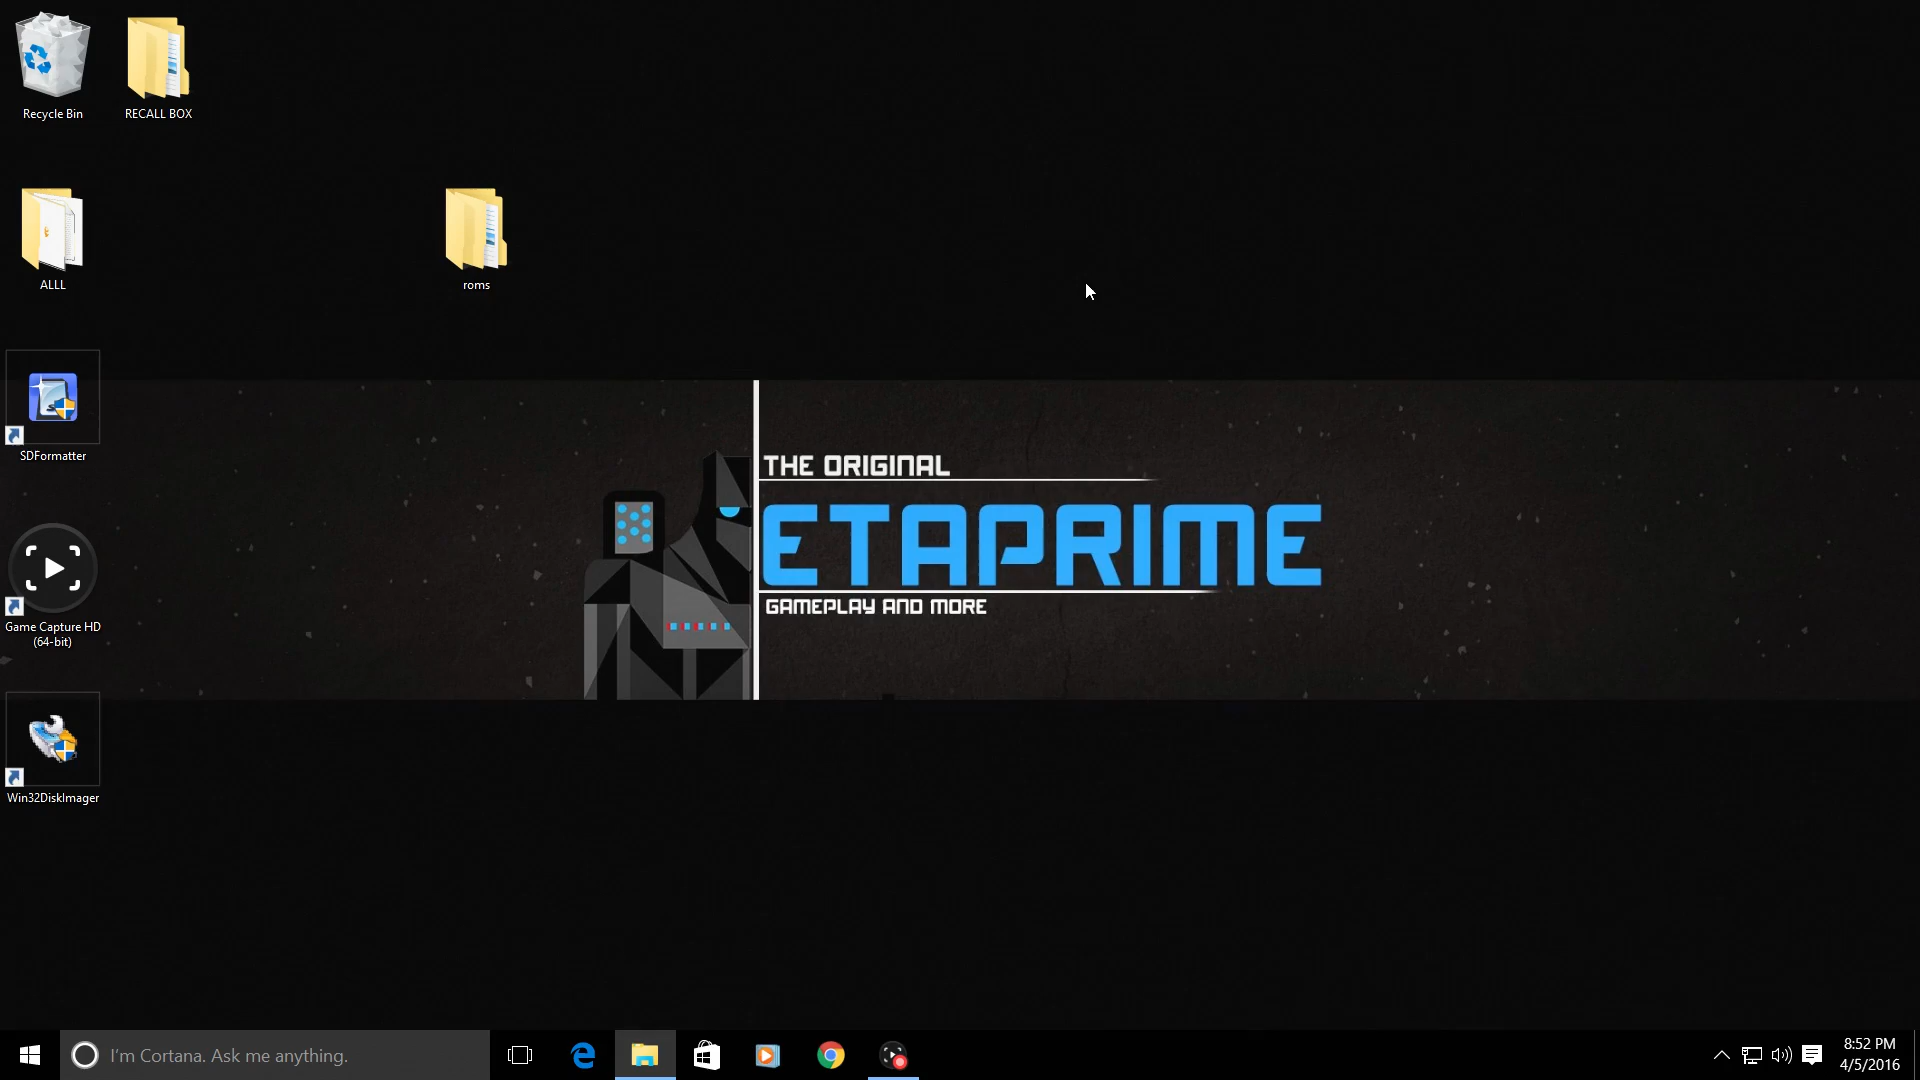 Recycle Bin
RECALL BOX
ALLL
roms
SDFormatter
Game Capture HD
(64-bit)
Win32DiskImager
THE ORIGINAL
ETAPRIME
GAMEPLAY AND MORE
I'm Cortana. Ask me anything.
8:52 PM
4/5/2016